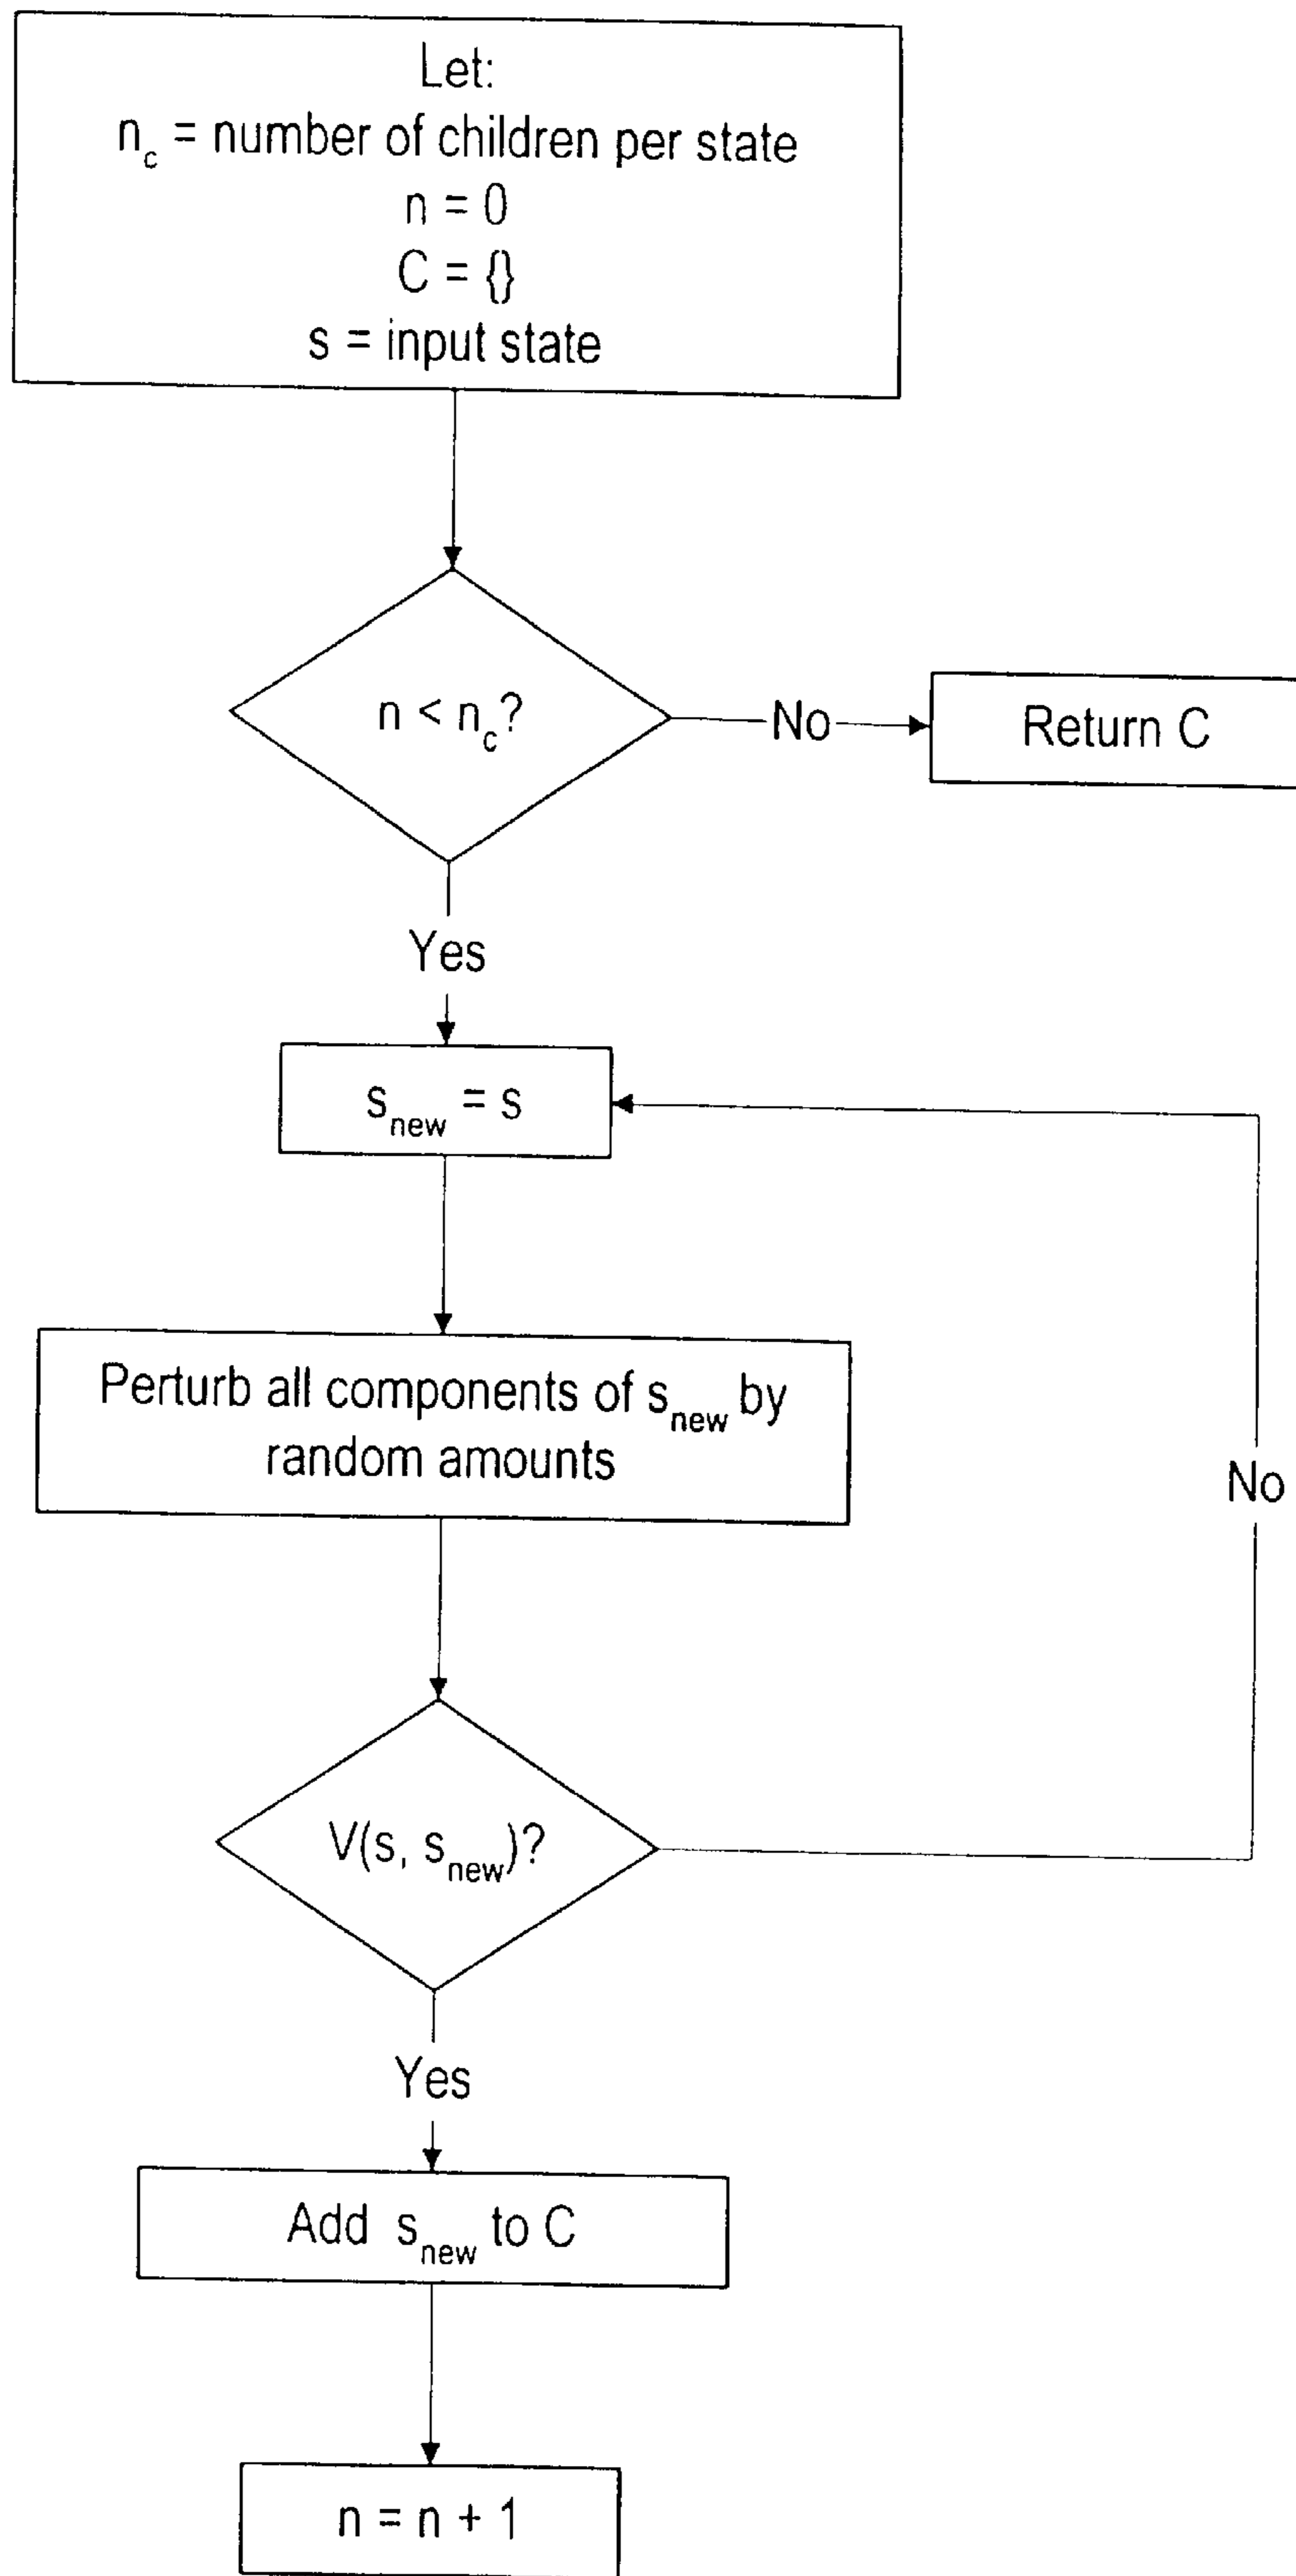 Let:
n_c = number of children per state
n = 0
C = {}
s = input state
n < n_c?
No
Return C
Yes
s_new = s
Perturb all components of s_new by
random amounts
No
V(s, s_new)?
Yes
Add s_new to C
n = n + 1